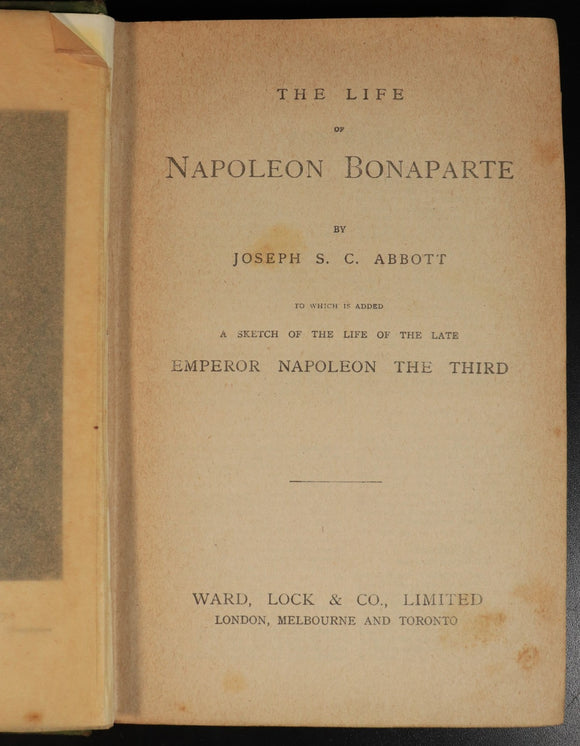 THE LIFE
OF
NAPOLEON BONAPARTE
BY
JOSEPH S. C. ABBOTT
TO WHICH IS ADDED
A SKETCH OF THE LIFE OF THE LATE
EMPEROR NAPOLEON THE THIRD
WARD, LOCK & CO., LIMITED
LONDON, MELBOURNE AND TORONTO